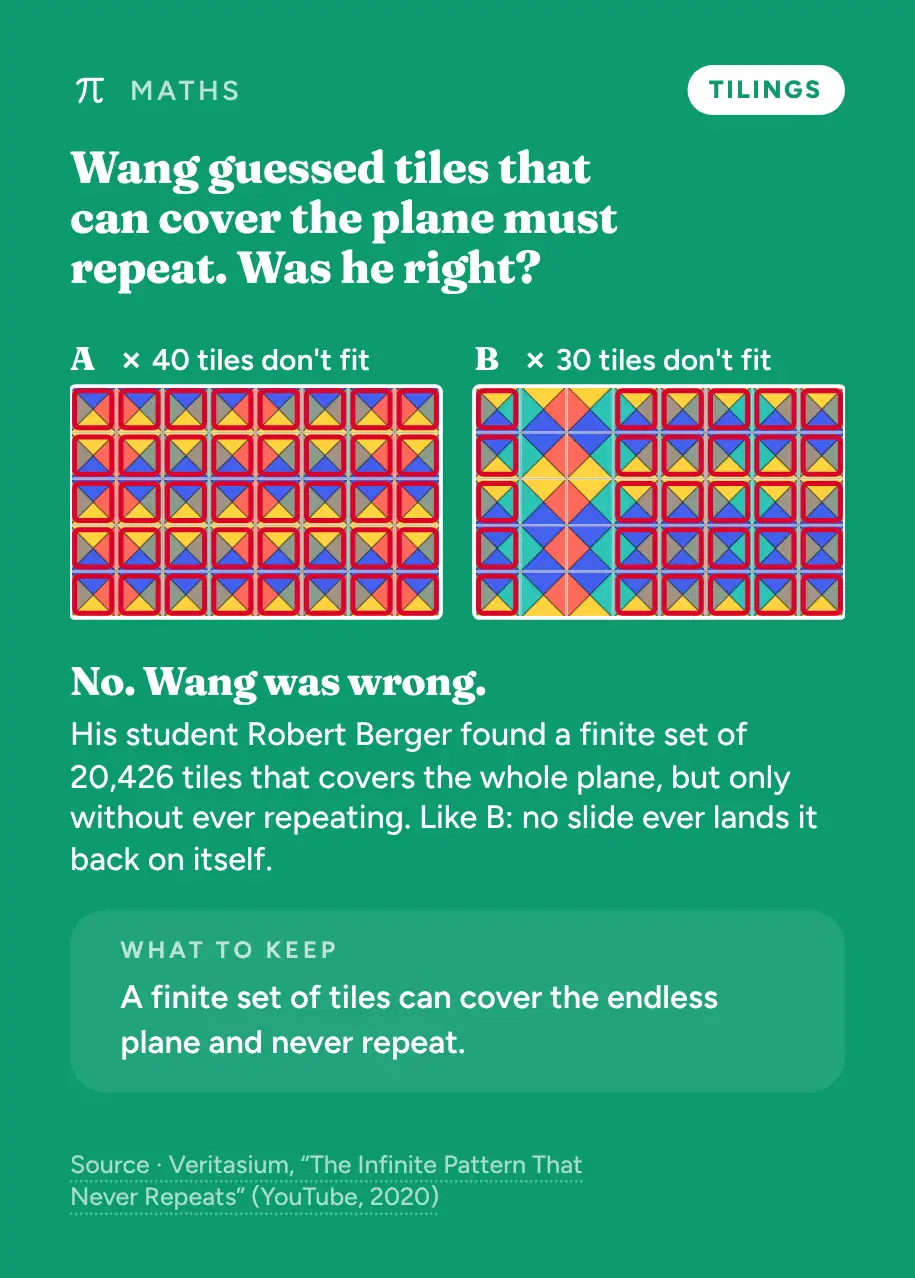 π MATHS
TILINGS
Wang guessed tiles that
can cover the plane must
repeat. Was he right?
A × 40 tiles don't fit
B × 30 tiles don't fit
No. Wang was wrong.
His student Robert Berger found a finite set of
20,426 tiles that covers the whole plane, but only
without ever repeating. Like B: no slide ever lands it
back on itself.
WHAT TO KEEP
A finite set of tiles can cover the endless
plane and never repeat.
Source · Veritasium, “The Infinite Pattern That
Never Repeats” (YouTube, 2020)